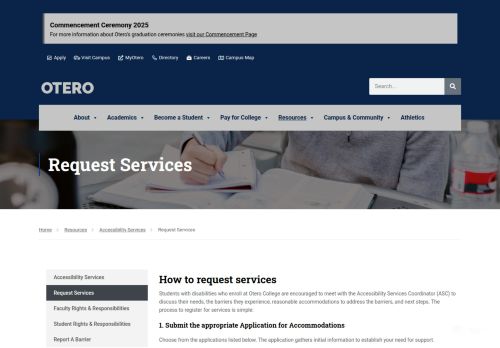 Commencement Ceremony 2025
For more information about Otero's graduation ceremonies visit our Commencement Page
Apply Visit Campus MyOtero Directory Careers Campus Map
OTERO
Search...
About Academics Become a Student Pay for College Resources Campus & Community Athletics
Request Services
Home Resources Accessibility Services Request Services
Accessibility Services
Request Services
Faculty Rights & Responsibilities
Student Rights & Responsibilities
Report A Barrier
How to request services
Students with disabilities who enroll at Otero College are encouraged to meet with the Accessibility Services Coordinator (ASC) to
discuss their needs, the barriers they experience, reasonable accommodations to address the barriers, and next steps. The
process to register for services is simple:
1. Submit the appropriate Application for Accommodations
Choose from the applications listed below. The application gathers initial information to establish your need for support.